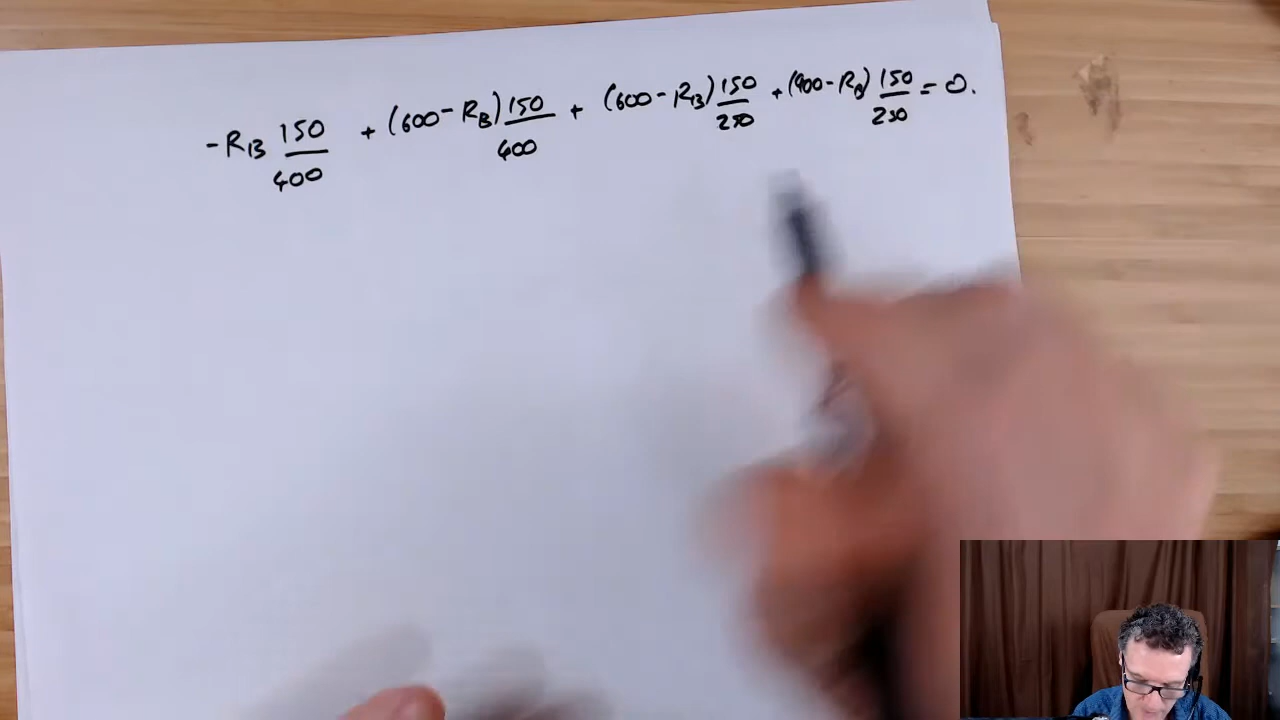 -R_B 150/400 + (600 - R_B) 150/400 + (600 - R_B) 150/250 + (900 - R_B) 150/250 = 0.